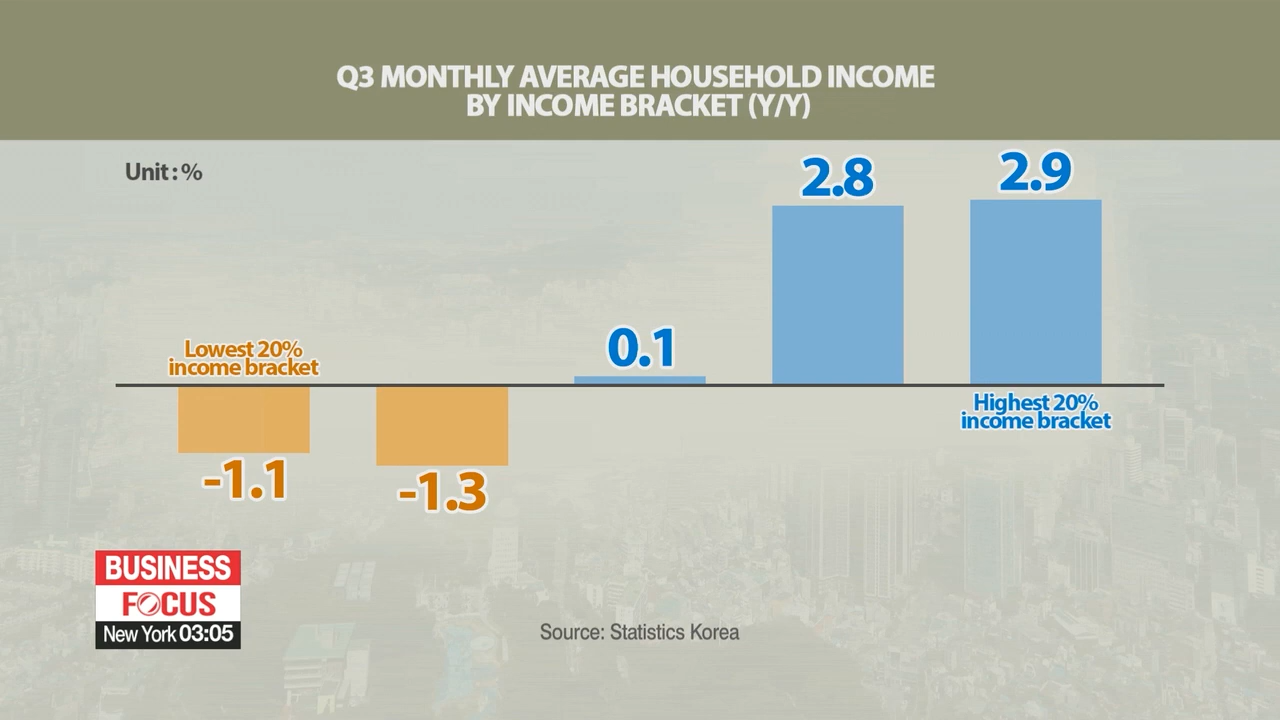 Q3 MONTHLY AVERAGE HOUSEHOLD INCOME
BY INCOME BRACKET (Y/Y)
Unit : %
2.8
2.9
0.1
Lowest 20%
income bracket
Highest 20%
income bracket
-1.1
-1.3
BUSINESS
FOCUS
New York 03:05
Source: Statistics Korea